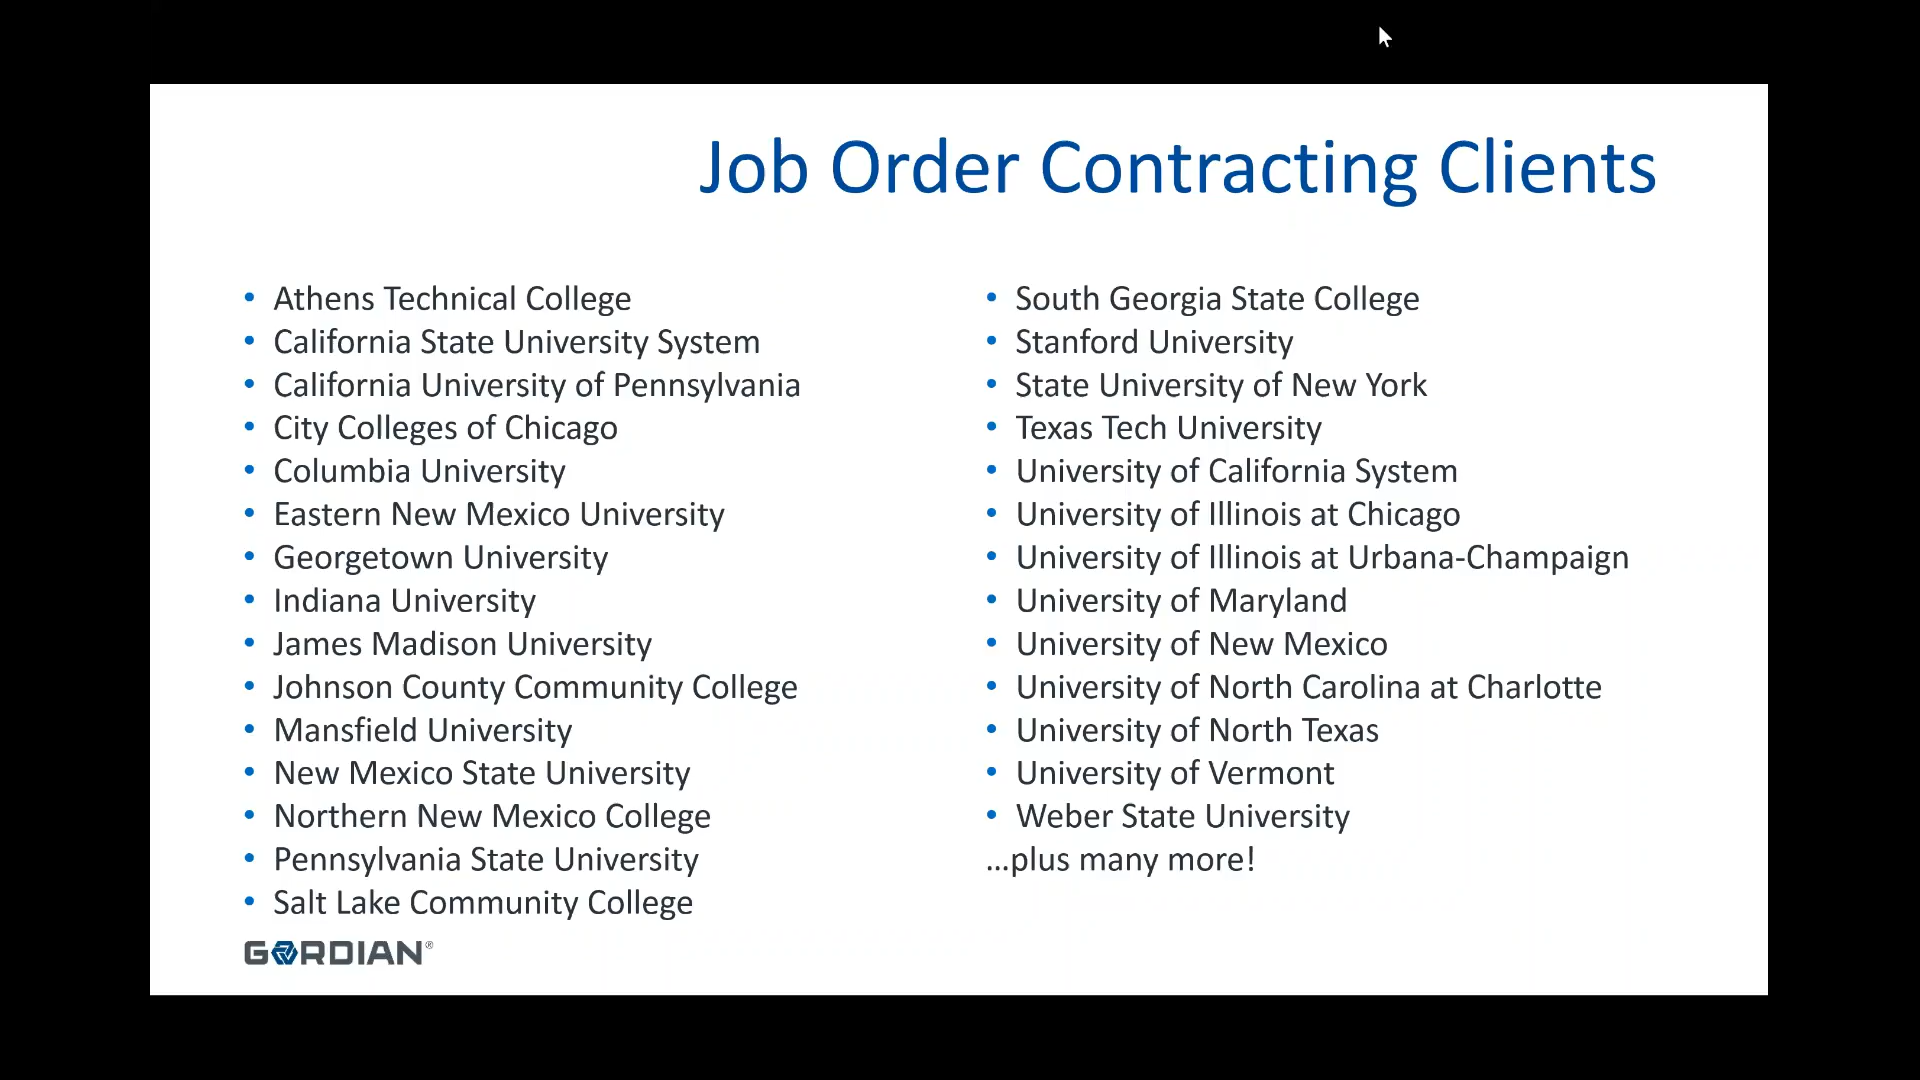 Job Order Contracting Clients
• Athens Technical College
• California State University System
• California University of Pennsylvania
• City Colleges of Chicago
• Columbia University
• Eastern New Mexico University
• Georgetown University
• Indiana University
• James Madison University
• Johnson County Community College
• Mansfield University
• New Mexico State University
• Northern New Mexico College
• Pennsylvania State University
• Salt Lake Community College
• South Georgia State College
• Stanford University
• State University of New York
• Texas Tech University
• University of California System
• University of Illinois at Chicago
• University of Illinois at Urbana-Champaign
• University of Maryland
• University of New Mexico
• University of North Carolina at Charlotte
• University of North Texas
• University of Vermont
• Weber State University
...plus many more!
GORDIAN®